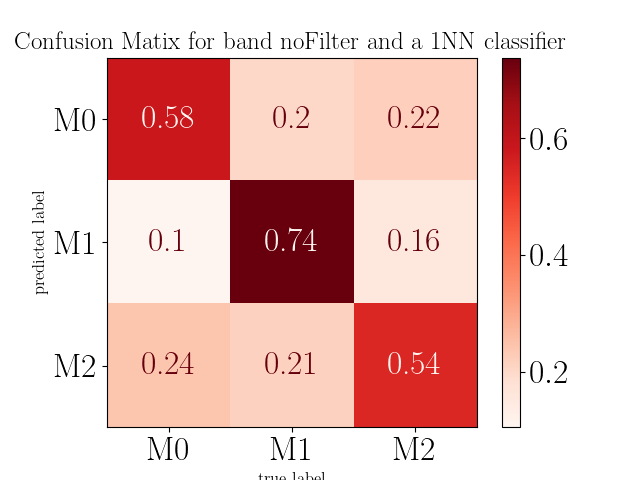 Confusion Matix for band noFilter and a 1NN classifier
M0 0.58 0.2 0.22
0.6
M1 0.1 0.74 0.16
0.4
M2 0.24 0.21 0.54
0.2
predicted label
M0 M1 M2
true label